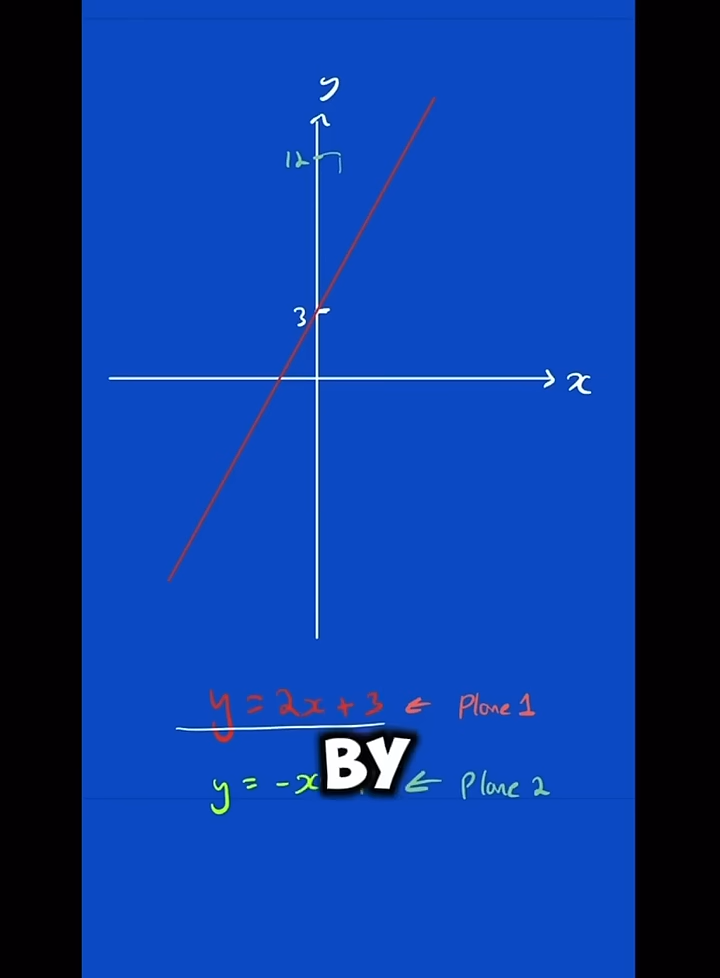 y
12
3
x
y = 2x + 3 ← Plane 1
BY
y = -x ← Plane 2